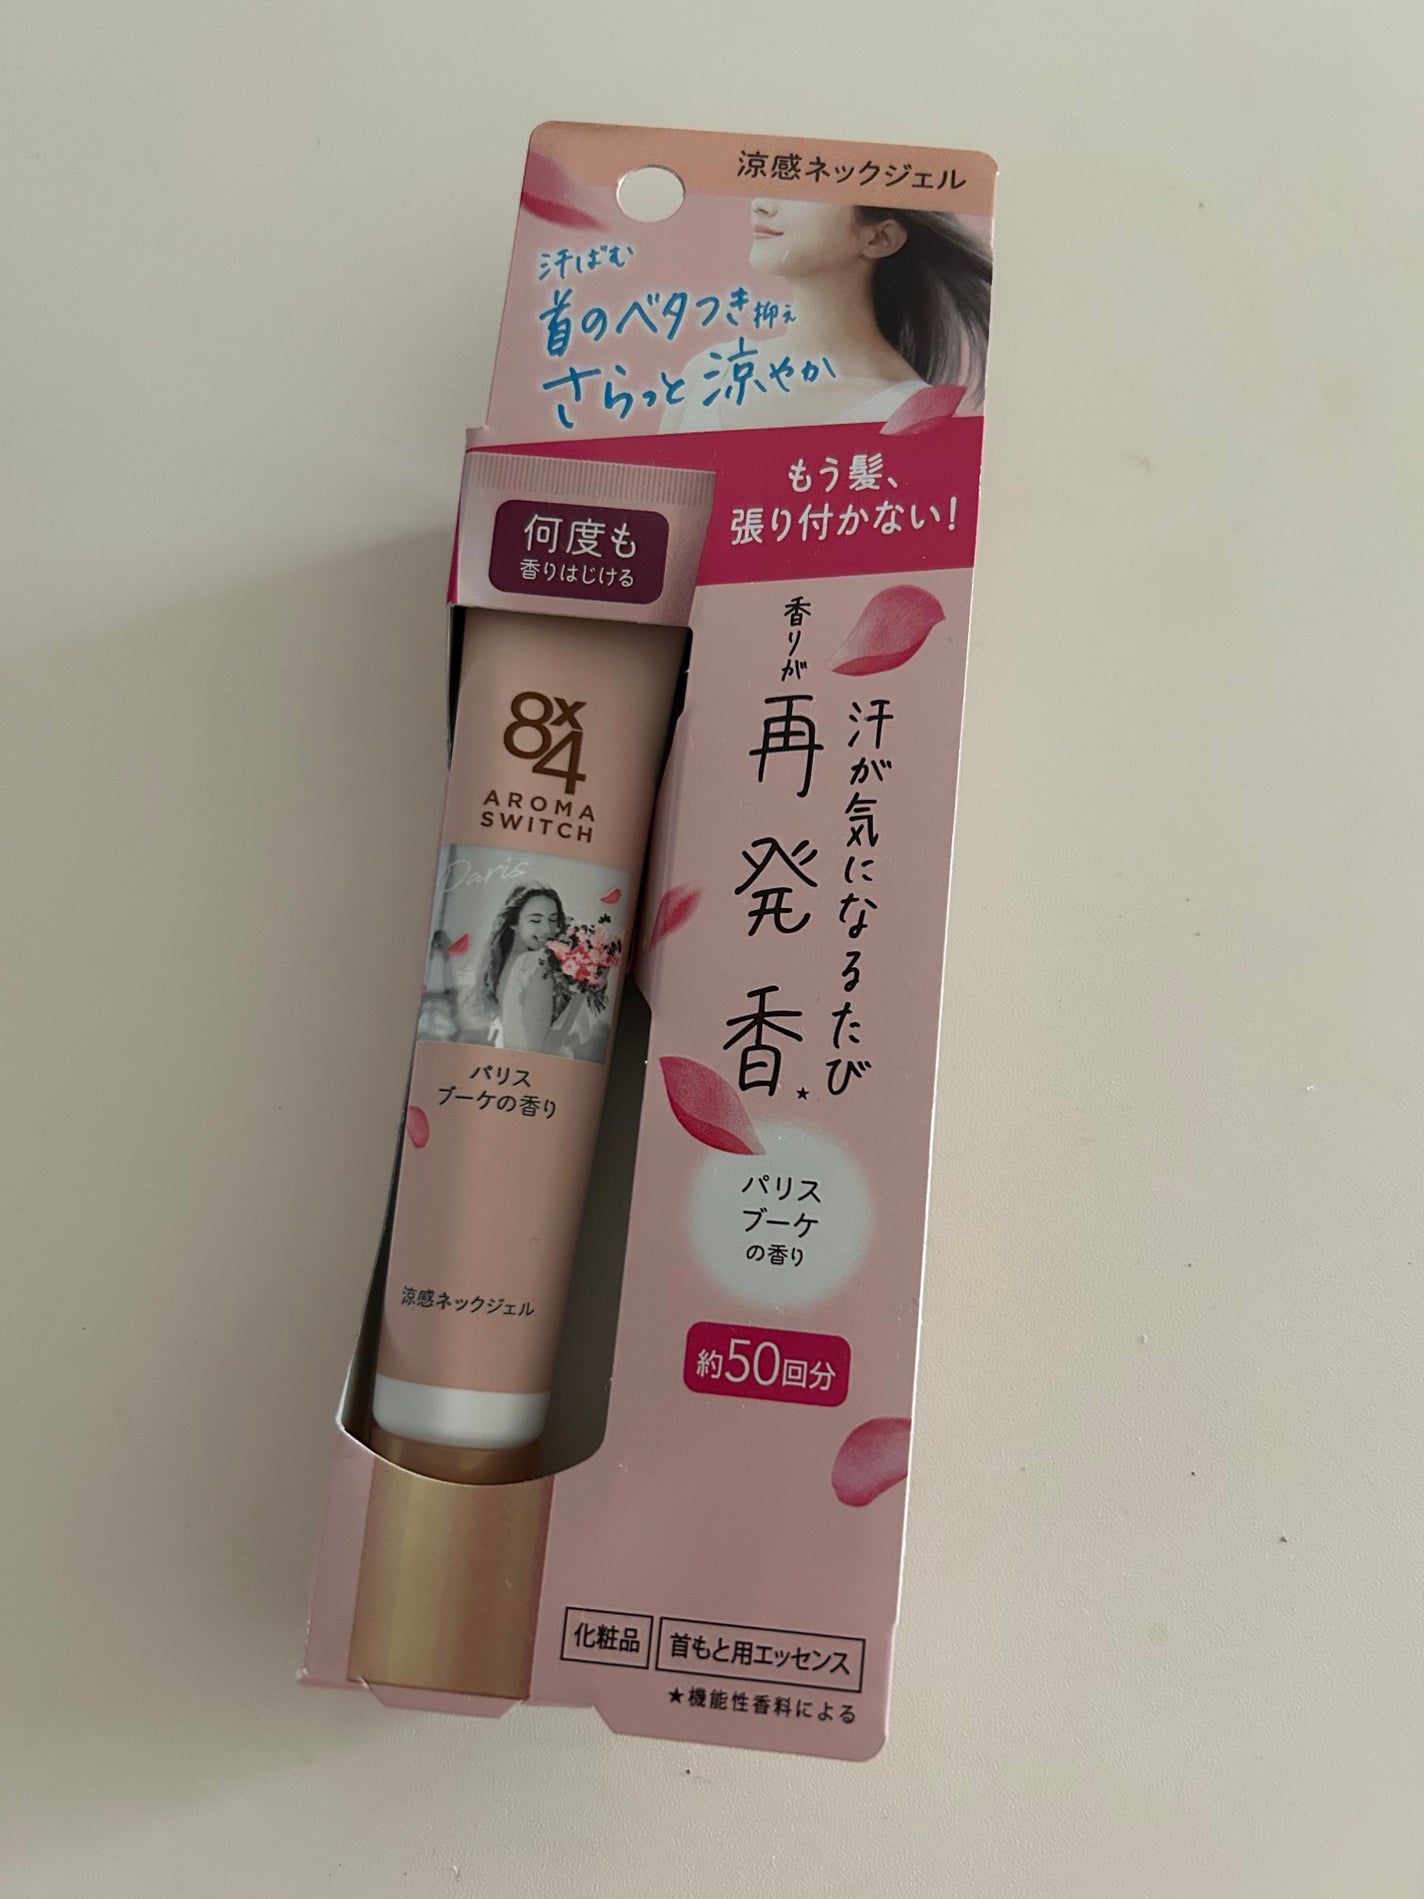 涼感ネックジェル
汗ばむ
首のベタつき抑え
さらっと涼やか
もう髪、
張り付かない!
何度も
香りはじける
汗が気になるたび
香りが
再発香★
8x4
AROMA
SWITCH
Paris
パリス
ブーケの香り
涼感ネックジェル
パリス
ブーケ
の香り
約50回分
化粧品
首もと用エッセンス
★機能性香料による